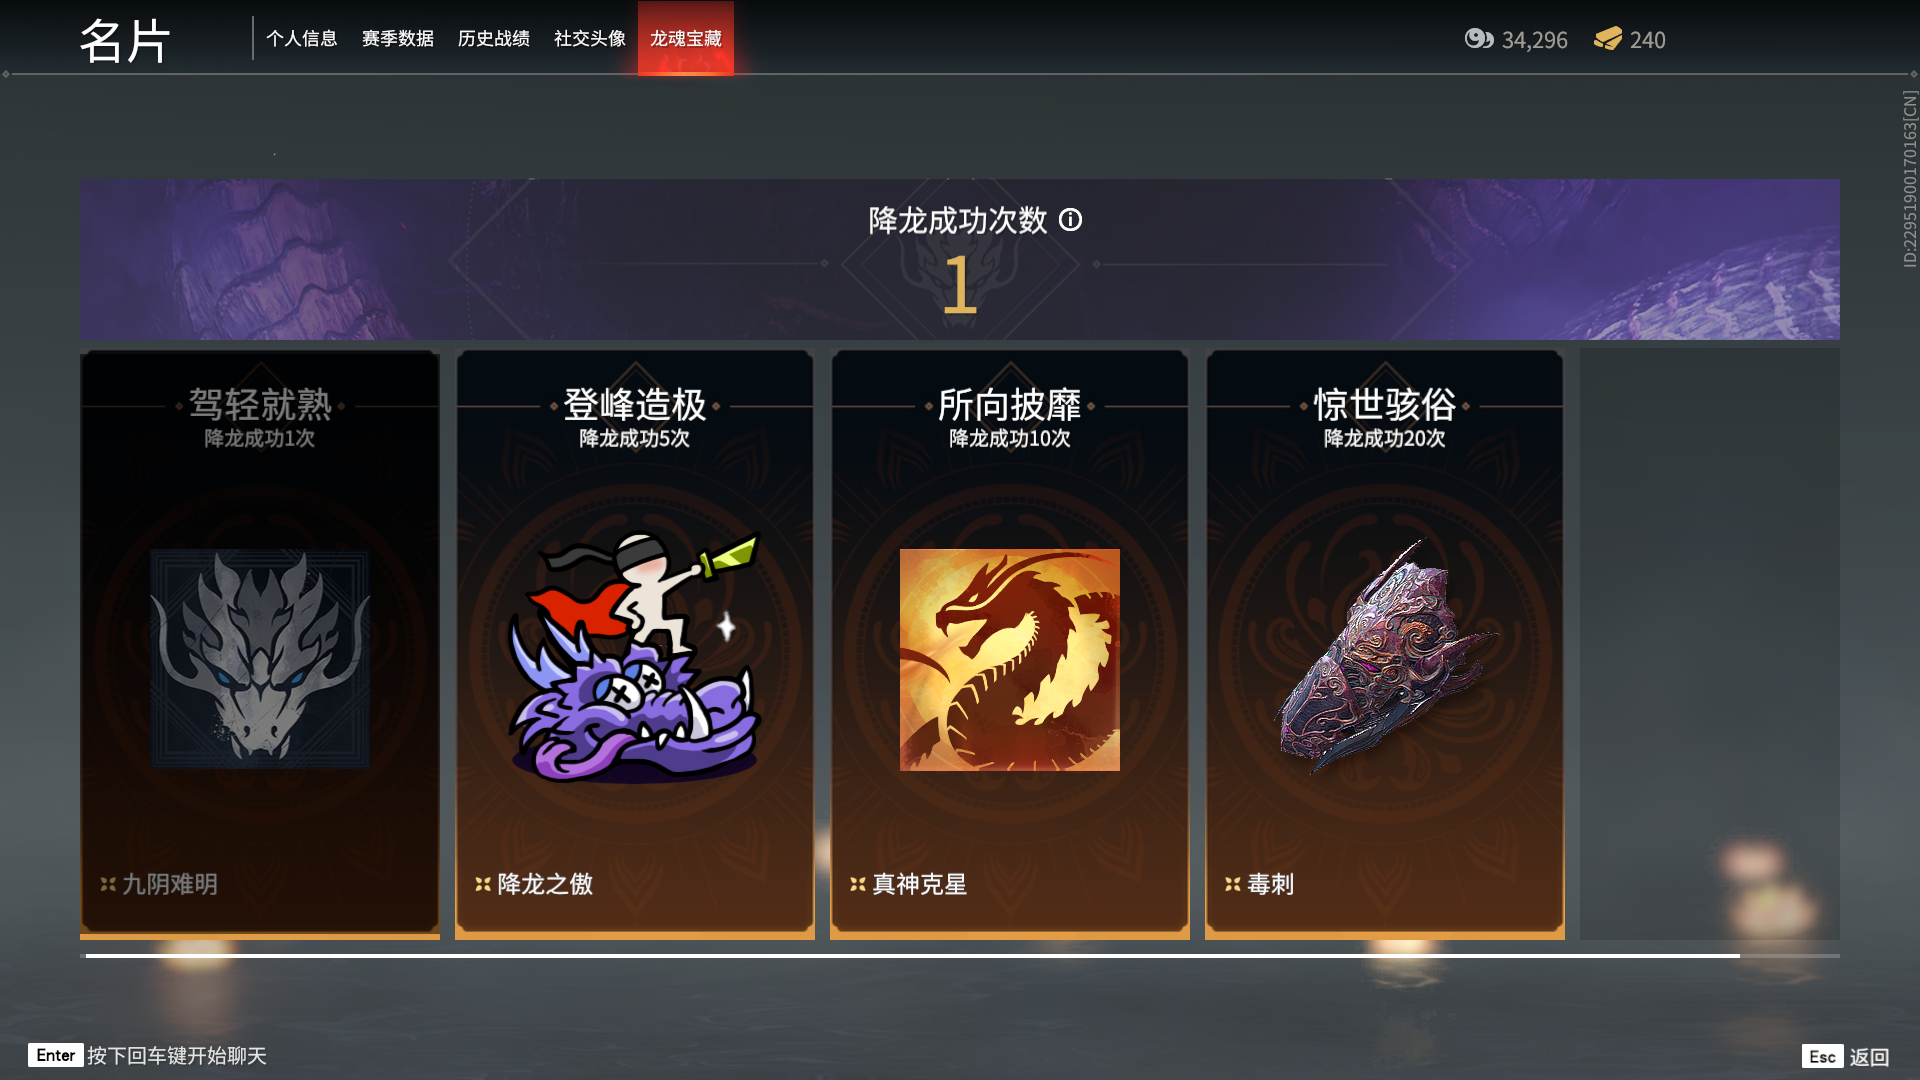 名片
个人信息
赛季数据
历史战绩
社交头像
龙魂宝藏
34,296
240
ID:2295190017016​3[CN]
降龙成功次数
1
驾轻就熟
降龙成功1次
九阴难明
登峰造极
降龙成功5次
降龙之傲
所向披靡
降龙成功10次
真神克星
惊世骇俗
降龙成功20次
毒刺
Enter 按下回车键开始聊天
Esc 返回